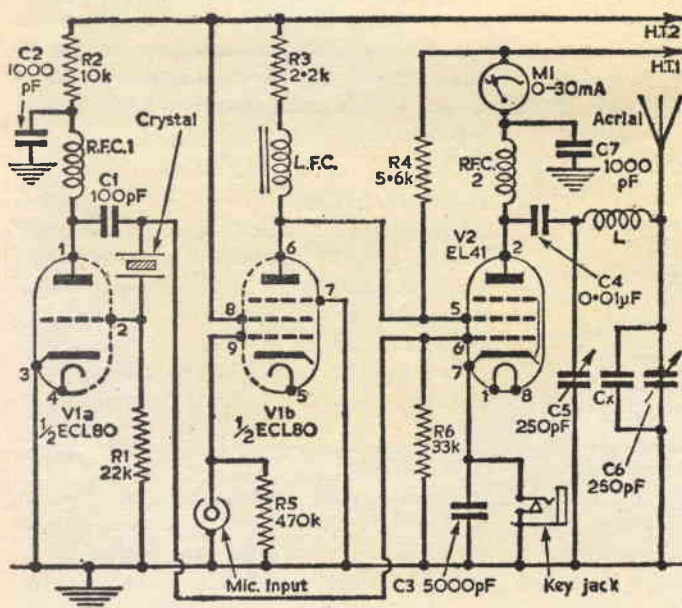 H.T.2
H.T.1
C2
1000
pF
R2
10k
R.F.C.1
Crystal
C1
100pF
R3
2·2k
L.F.C.
R4
5·6k
M1
0-30mA
R.F.C.
2
C7
1000
pF
Aerial
L
V2
EL41
C4
0·01µF
1
2
3
4
V1a
½ECL80
R1
22k
6
7
8
9
5
V1b
½ECL80
R5
470k
Mic. Input
2
5
6
7
1
8
R6
33k
C3 5000pF
Key jack
C5
250pF
Cx
C6
250pF